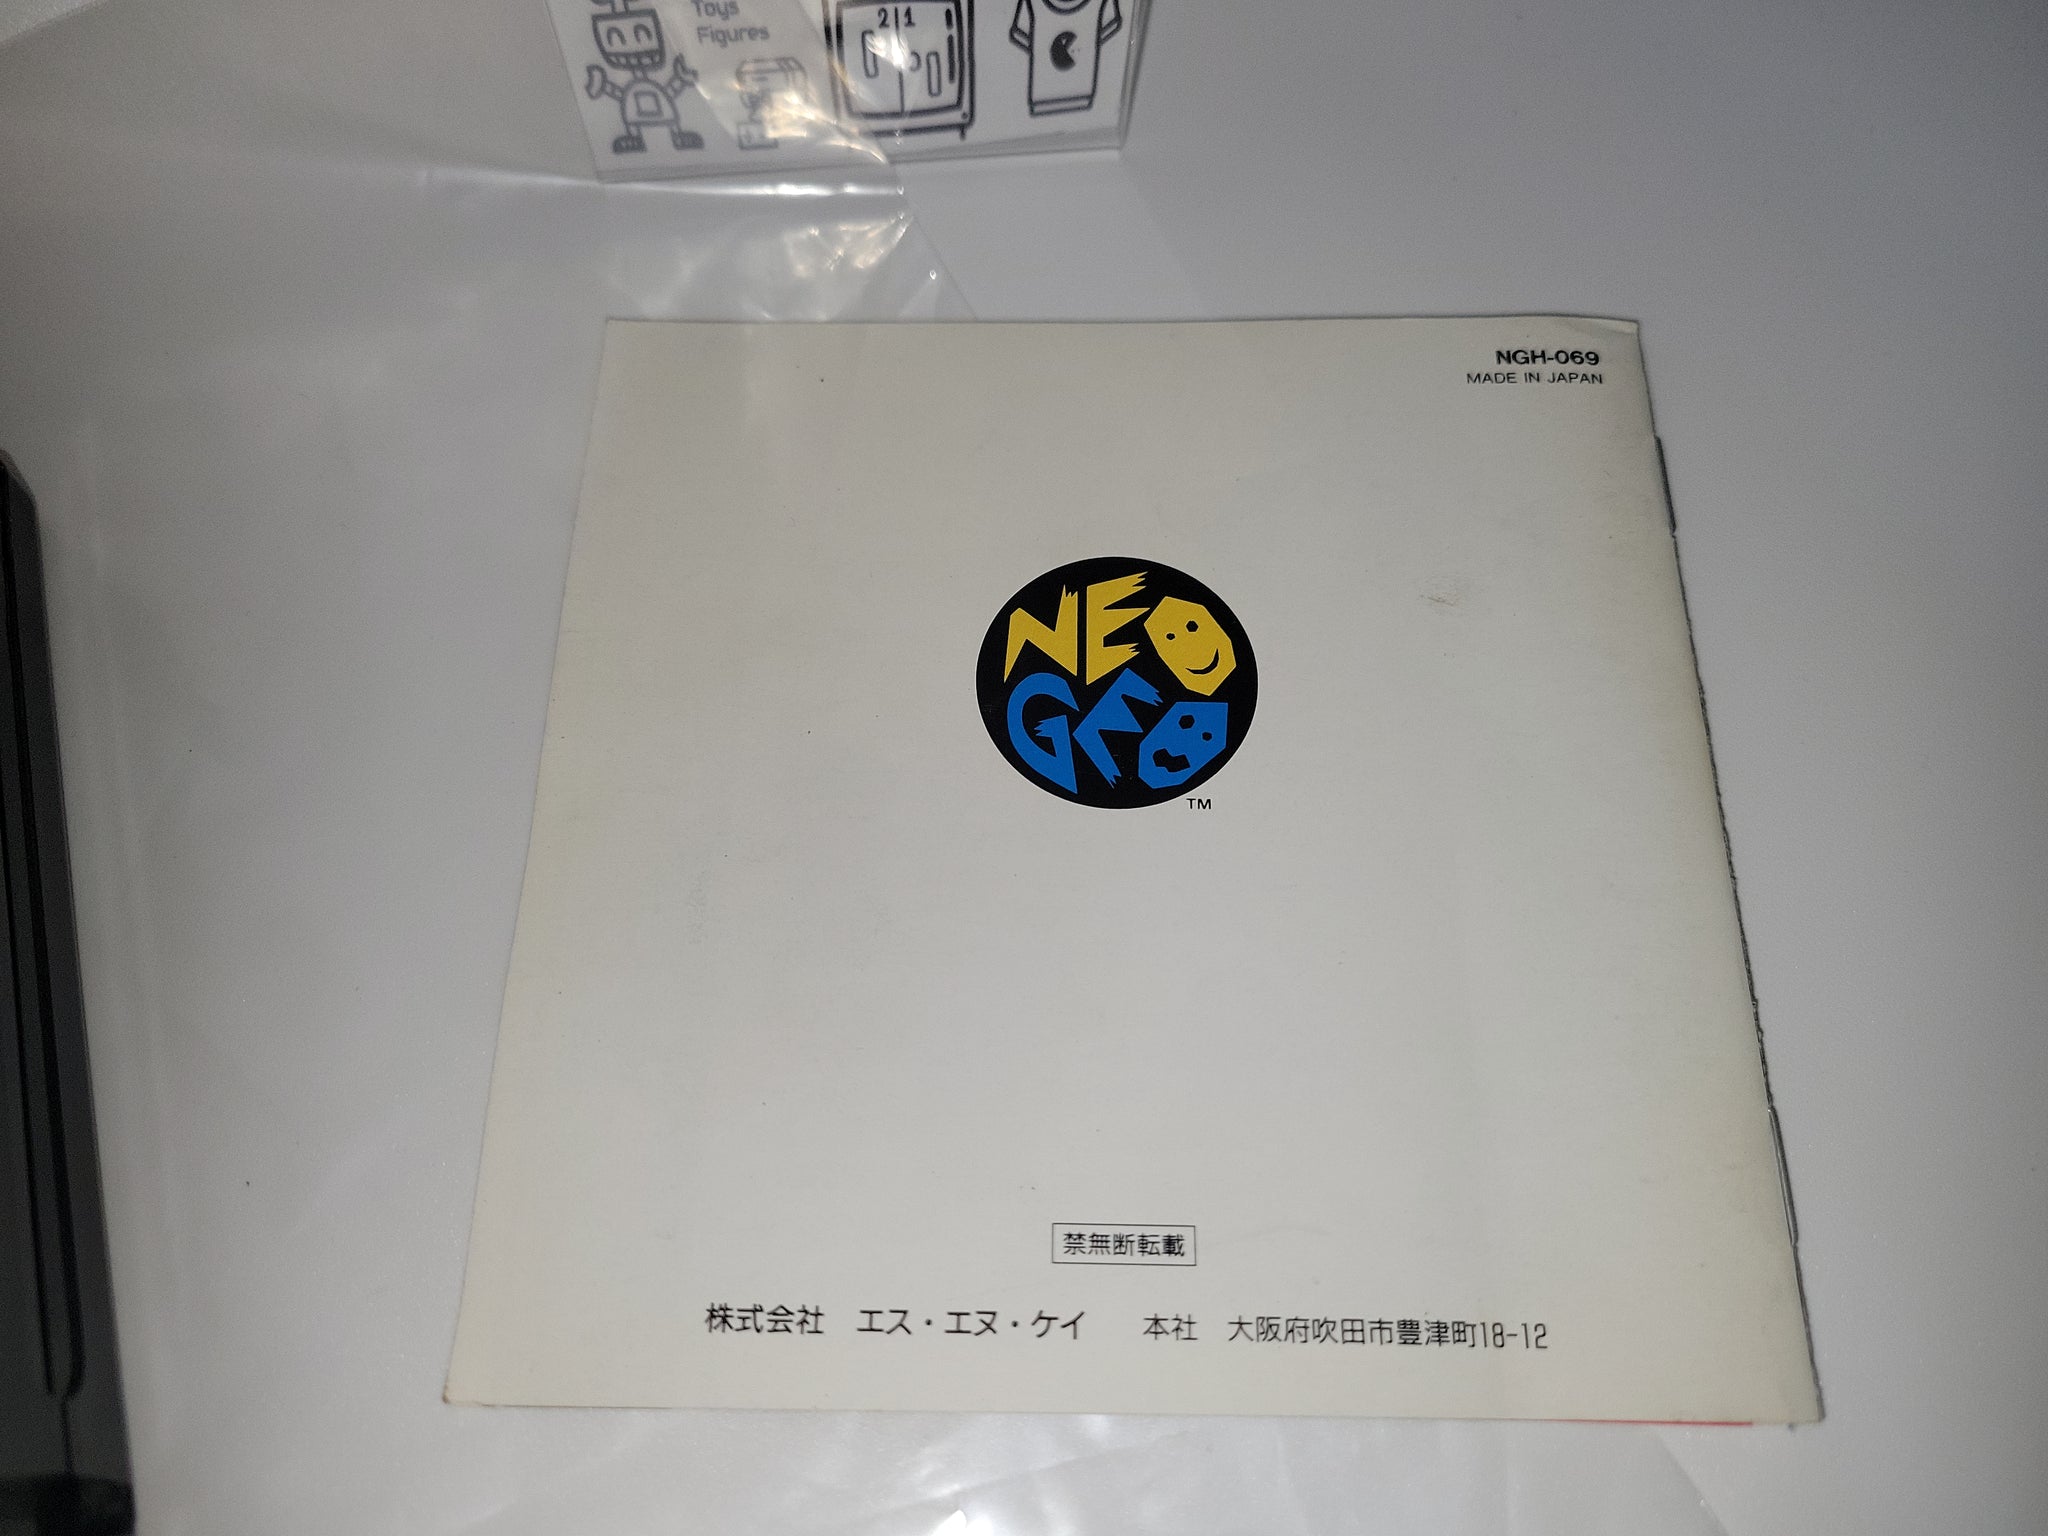 Toys
Figures
2 1
NGH-069
MADE IN JAPAN
NEO
GEO
TM
禁無断転載
株式会社 エス・エヌ・ケイ 本社 大阪府吹田市豊津町18-12